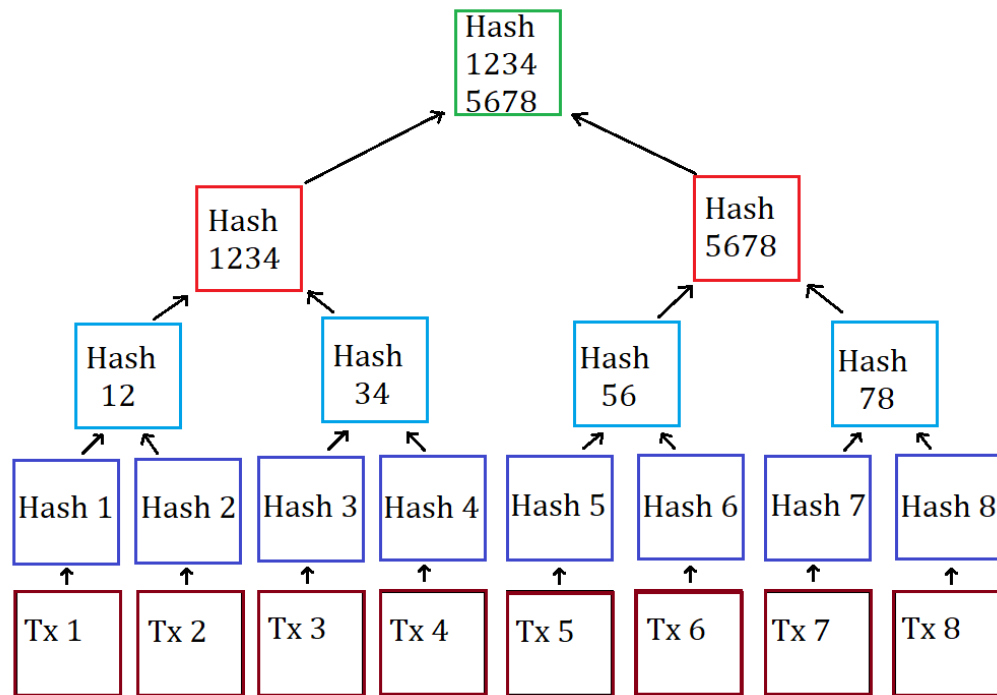 Hash
1234
5678
Hash
1234
Hash
5678
Hash
12
Hash
34
Hash
56
Hash
78
Hash 1
Hash 2
Hash 3
Hash 4
Hash 5
Hash 6
Hash 7
Hash 8
Tx 1
Tx 2
Tx 3
Tx 4
Tx 5
Tx 6
Tx 7
Tx 8